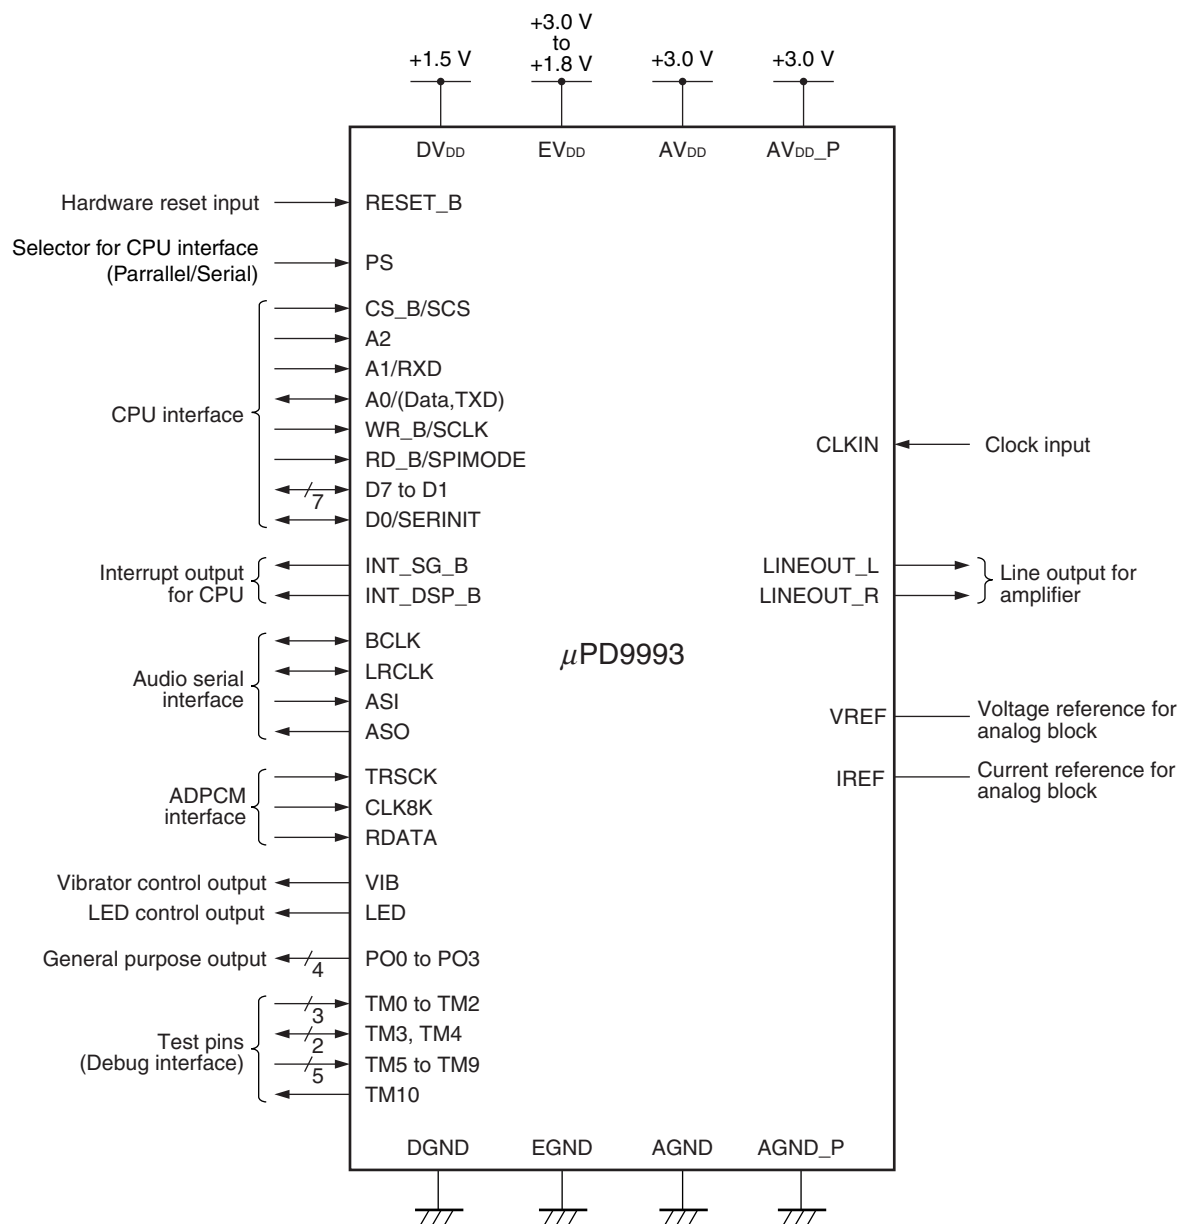 +3.0 V
to
+1.5 V +1.8 V +3.0 V +3.0 V
DVDD EVDD AVDD AVDD_P
Hardware reset input RESET_B
Selector for CPU interface
(Parrallel/Serial) PS
CPU interface
CS_B/SCS
A2
A1/RXD
A0/(Data,TXD)
WR_B/SCLK
RD_B/SPIMODE
7 D7 to D1
D0/SERINIT
CLKIN Clock input
Interrupt output
for CPU
INT_SG_B
INT_DSP_B
LINEOUT_L
LINEOUT_R
Line output for
amplifier
μPD9993
Audio serial
interface
BCLK
LRCLK
ASI
ASO
VREF Voltage reference for
analog block
IREF Current reference for
analog block
ADPCM
interface
TRSCK
CLK8K
RDATA
Vibrator control output VIB
LED control output LED
General purpose output 4 PO0 to PO3
Test pins
(Debug interface)
3 TM0 to TM2
2 TM3, TM4
5 TM5 to TM9
TM10
DGND EGND AGND AGND_P